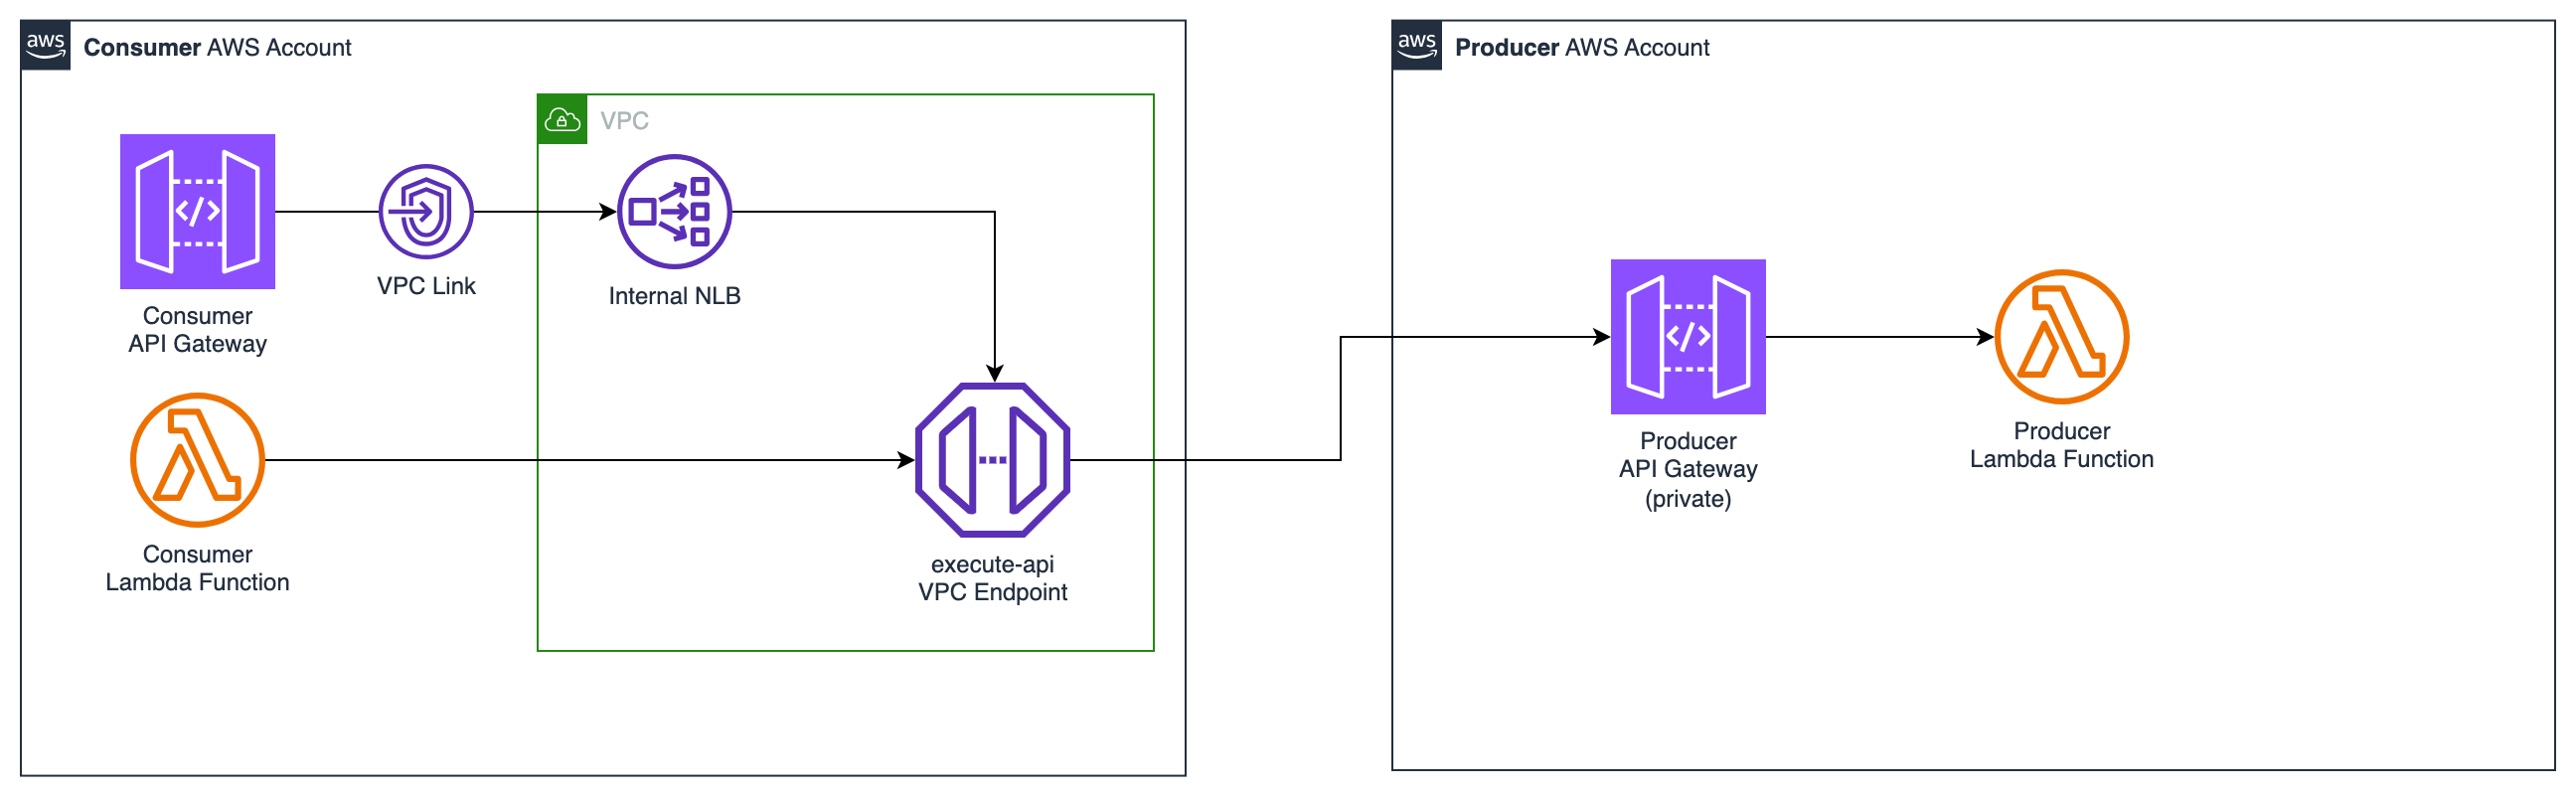 aws
Consumer AWS Account
VPC
Consumer
API Gateway
VPC Link
Internal NLB
Consumer
Lambda Function
execute-api
VPC Endpoint
aws
Producer AWS Account
Producer
API Gateway
(private)
Producer
Lambda Function